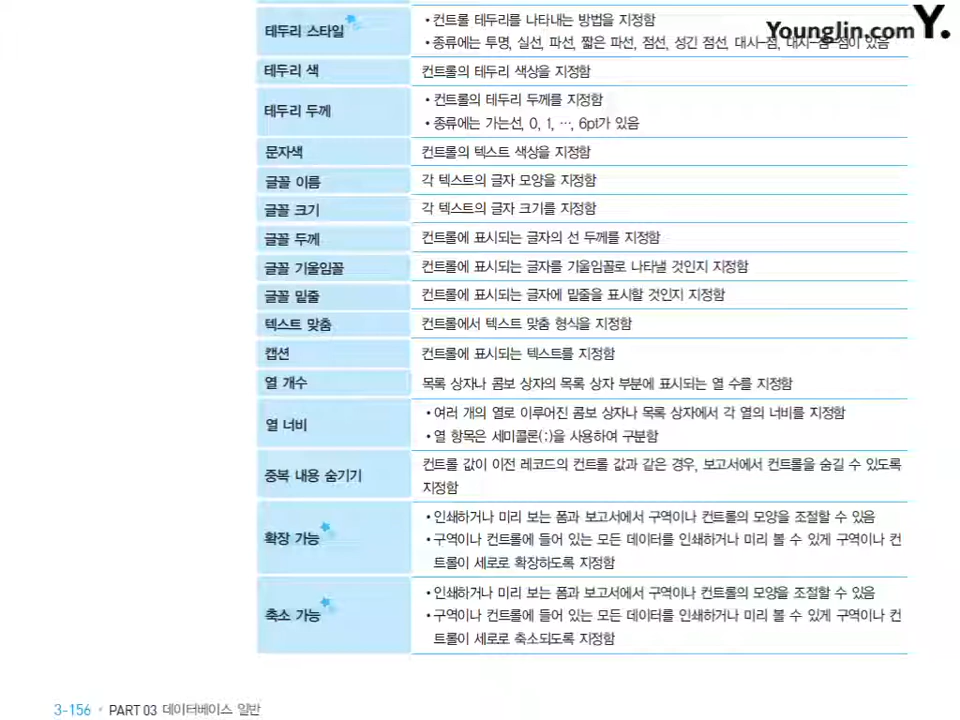 YoungJin.com Y.
테두리 스타일
• 컨트롤 테두리를 나타내는 방법을 지정함
• 종류에는 투명, 실선, 파선, 짧은 파선, 점선, 성긴 점선, 대시-점, 대시-점-점이 있음
테두리 색
컨트롤의 테두리 색상을 지정함
테두리 두께
• 컨트롤의 테두리 두께를 지정함
• 종류에는 가는선, 0, 1, …, 6pt가 있음
문자색
컨트롤의 텍스트 색상을 지정함
글꼴 이름
각 텍스트의 글자 모양을 지정함
글꼴 크기
각 텍스트의 글자 크기를 지정함
글꼴 두께
컨트롤에 표시되는 글자의 선 두께를 지정함
글꼴 기울임꼴
컨트롤에 표시되는 글자를 기울임꼴로 나타낼 것인지 지정함
글꼴 밑줄
컨트롤에 표시되는 글자에 밑줄을 표시할 것인지 지정함
텍스트 맞춤
컨트롤에서 텍스트 맞춤 형식을 지정함
캡션
컨트롤에 표시되는 텍스트를 지정함
열 개수
목록 상자나 콤보 상자의 목록 상자 부분에 표시되는 열 수를 지정함
열 너비
• 여러 개의 열로 이루어진 콤보 상자나 목록 상자에서 각 열의 너비를 지정함
• 열 항목은 세미콜론(;)을 사용하여 구분함
중복 내용 숨기기
컨트롤 값이 이전 레코드의 컨트롤 값과 같은 경우, 보고서에서 컨트롤을 숨길 수 있도록
지정함
확장 가능
• 인쇄하거나 미리 보는 폼과 보고서에서 구역이나 컨트롤의 모양을 조절할 수 있음
• 구역이나 컨트롤에 들어 있는 모든 데이터를 인쇄하거나 미리 볼 수 있게 구역이나 컨
트롤이 세로로 확장하도록 지정함
축소 가능
• 인쇄하거나 미리 보는 폼과 보고서에서 구역이나 컨트롤의 모양을 조절할 수 있음
• 구역이나 컨트롤에 들어 있는 모든 데이터를 인쇄하거나 미리 볼 수 있게 구역이나 컨
트롤이 세로로 축소되도록 지정함
3-156 • PART 03 데이터베이스 일반